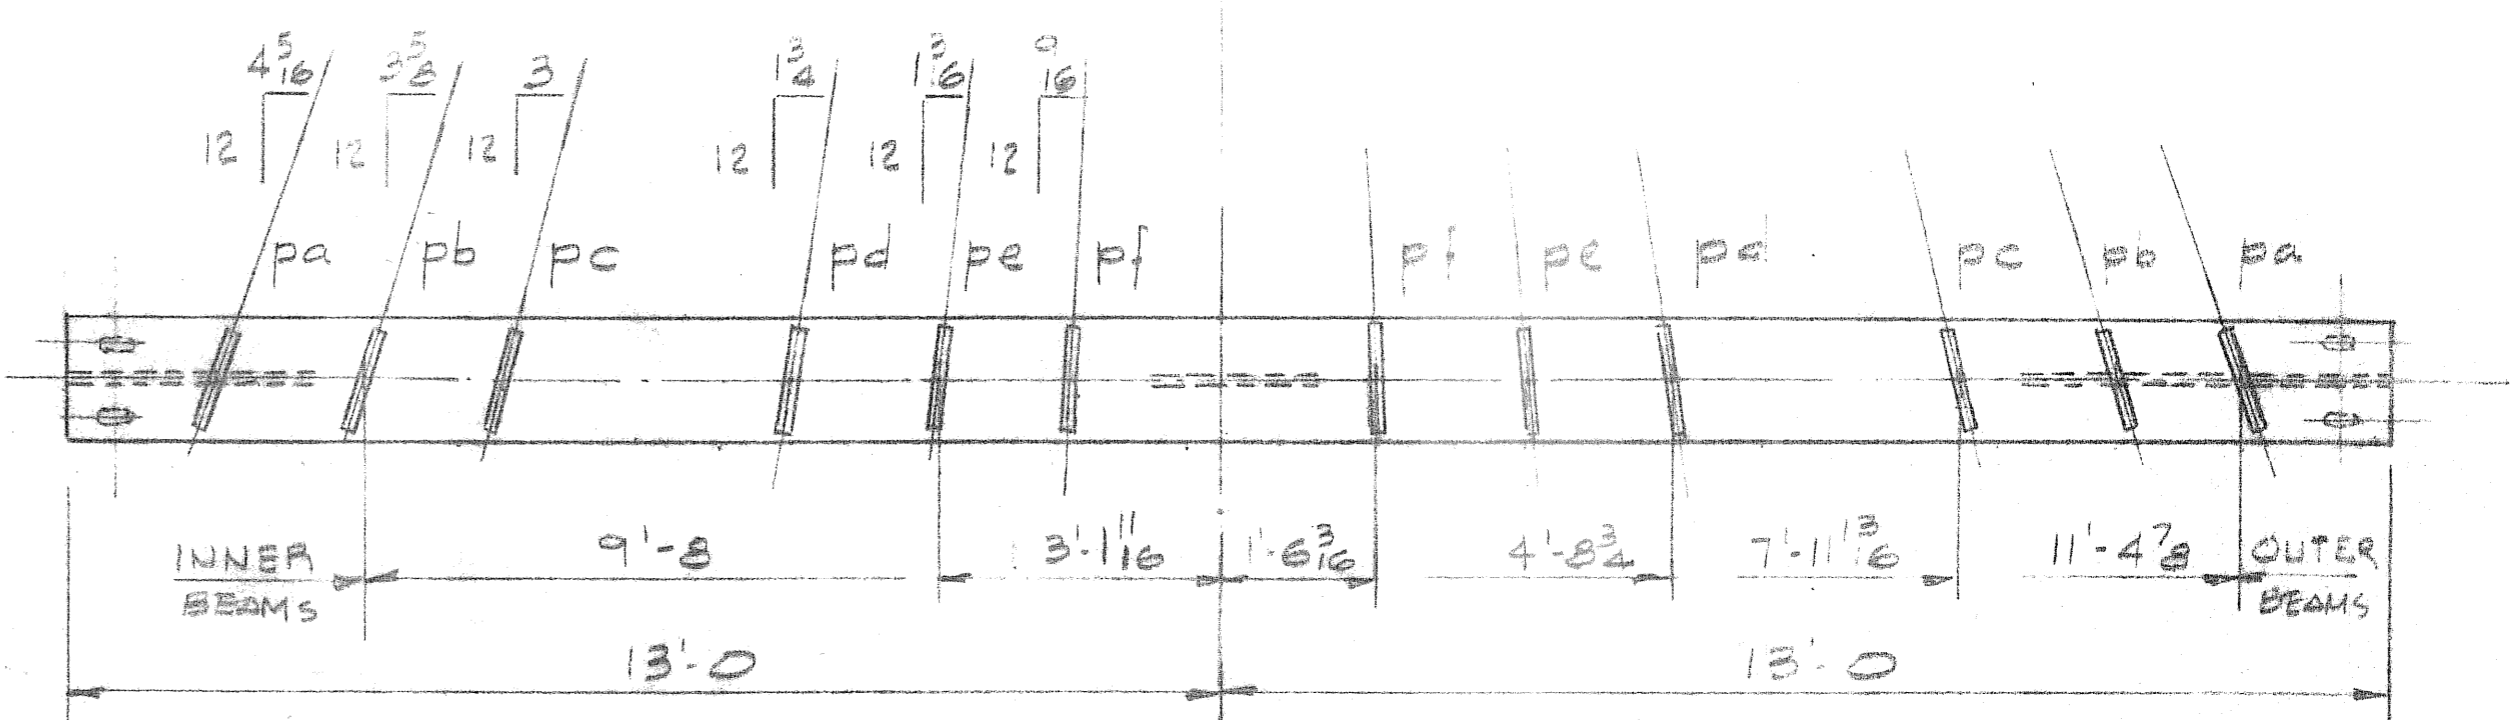 4 5/16 3 5/8 3 1 3/4 1 3/16 9/16
12 12 12 12 12 12
pa pb pc pd pe pf pf pe pd pc pb pa
INNER BEAMS 9'-8 3'-1 11/16 1'-6 3/16 4'-8 3/4 7'-11 13/16 11'-4 7/8 OUTER BEAMS
13'-0 13'-0